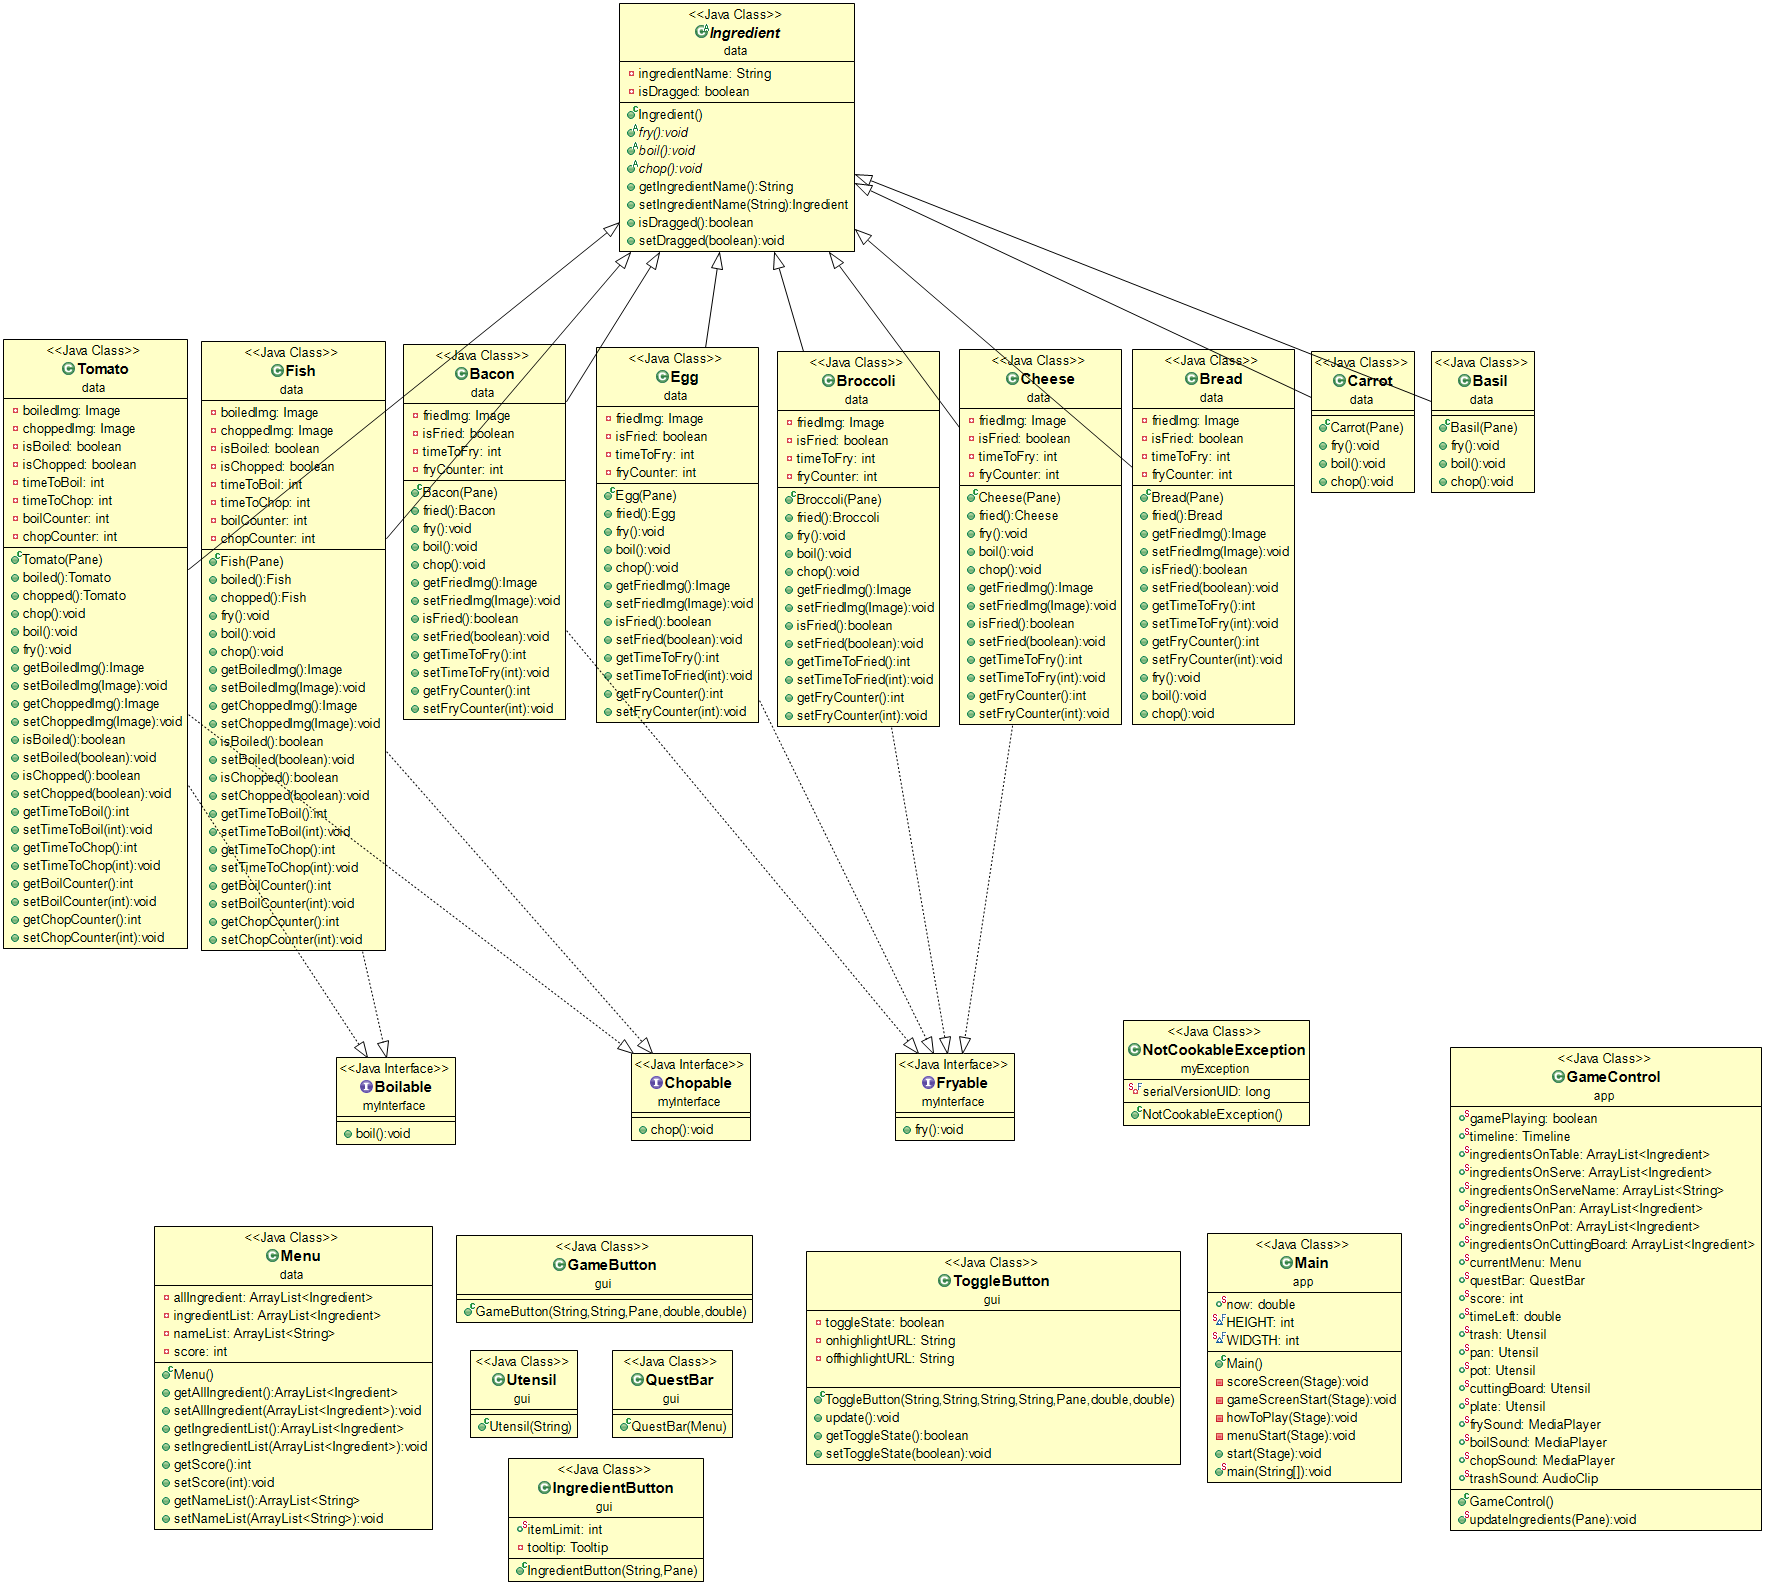 <<Java Class>>
Ingredient
data
ingredientName: String
isDragged: boolean
Ingredient()
fry():void
boil():void
chop():void
getIngredientName():String
setIngredientName(String):Ingredient
isDragged():boolean
setDragged(boolean):void
<<Java Class>>
Tomato
data
boiledImg: Image
choppedImg: Image
isBoiled: boolean
isChopped: boolean
timeToBoil: int
timeToChop: int
boilCounter: int
chopCounter: int
Tomato(Pane)
boiled():Tomato
chopped():Tomato
chop():void
boil():void
fry():void
getBoiledImg():Image
setBoiledImg(Image):void
getChoppedImg():Image
setChoppedImg(Image):void
isBoiled():boolean
setBoiled(boolean):void
isChopped():boolean
setChopped(boolean):void
getTimeToBoil():int
setTimeToBoil(int):void
getTimeToChop():int
setTimeToChop(int):void
getBoilCounter():int
setBoilCounter(int):void
getChopCounter():int
setChopCounter(int):void
<<Java Class>>
Fish
data
boiledImg: Image
choppedImg: Image
isBoiled: boolean
isChopped: boolean
timeToBoil: int
timeToChop: int
boilCounter: int
chopCounter: int
Fish(Pane)
boiled():Fish
chopped():Fish
fry():void
boil():void
chop():void
getBoiledImg():Image
setBoiledImg(Image):void
getChoppedImg():Image
setChoppedImg(Image):void
isBoiled():boolean
setBoiled(boolean):void
isChopped():boolean
setChopped(boolean):void
getTimeToBoil():int
setTimeToBoil(int):void
getTimeToChop():int
setTimeToChop(int):void
getBoilCounter():int
setBoilCounter(int):void
getChopCounter():int
setChopCounter(int):void
<<Java Class>>
Bacon
data
friedImg: Image
isFried: boolean
timeToFry: int
fryCounter: int
Bacon(Pane)
fried():Bacon
fry():void
boil():void
chop():void
getFriedImg():Image
setFriedImg(Image):void
isFried():boolean
setFried(boolean):void
getTimeToFry():int
setTimeToFry(int):void
getFryCounter():int
setFryCounter(int):void
<<Java Class>>
Egg
data
friedImg: Image
isFried: boolean
timeToFry: int
fryCounter: int
Egg(Pane)
fried():Egg
fry():void
boil():void
chop():void
getFriedImg():Image
setFriedImg(Image):void
isFried():boolean
setFried(boolean):void
getTimeToFry():int
setTimeToFried(int):void
getFryCounter():int
setFryCounter(int):void
<<Java Class>>
Broccoli
data
friedImg: Image
isFried: boolean
timeToFry: int
fryCounter: int
Broccoli(Pane)
fried():Broccoli
fry():void
boil():void
chop():void
getFriedImg():Image
setFriedImg(Image):void
isFried():boolean
setFried(boolean):void
getTimeToFried():int
setTimeToFried(int):void
getFryCounter():int
setFryCounter(int):void
<<Java Class>>
Cheese
data
friedImg: Image
isFried: boolean
timeToFry: int
fryCounter: int
Cheese(Pane)
fried():Cheese
fry():void
boil():void
chop():void
getFriedImg():Image
setFriedImg(Image):void
isFried():boolean
setFried(boolean):void
getTimeToFry():int
setTimeToFry(int):void
getFryCounter():int
setFryCounter(int):void
<<Java Class>>
Bread
data
friedImg: Image
isFried: boolean
timeToFry: int
fryCounter: int
Bread(Pane)
fried():Bread
getFriedImg():Image
setFriedImg(Image):void
isFried():boolean
setFried(boolean):void
getTimeToFry():int
setTimeToFry(int):void
getFryCounter():int
setFryCounter(int):void
fry():void
boil():void
chop():void
<<Java Class>>
Carrot
data
Carrot(Pane)
fry():void
boil():void
chop():void
<<Java Class>>
Basil
data
Basil(Pane)
fry():void
boil():void
chop():void
<<Java Interface>>
Boilable
myInterface
boil():void
<<Java Interface>>
Chopable
myInterface
chop():void
<<Java Interface>>
Fryable
myInterface
fry():void
<<Java Class>>
NotCookableException
myException
serialVersionUID: long
NotCookableException()
<<Java Class>>
GameControl
app
gamePlaying: boolean
timeline: Timeline
ingredientsOnTable: ArrayList<Ingredient>
ingredientsOnServe: ArrayList<Ingredient>
ingredientsOnServeName: ArrayList<String>
ingredientsOnPan: ArrayList<Ingredient>
ingredientsOnPot: ArrayList<Ingredient>
ingredientsOnCuttingBoard: ArrayList<Ingredient>
currentMenu: Menu
questBar: QuestBar
score: int
timeLeft: double
trash: Utensil
pan: Utensil
pot: Utensil
cuttingBoard: Utensil
plate: Utensil
frySound: MediaPlayer
boilSound: MediaPlayer
chopSound: MediaPlayer
trashSound: AudioClip
GameControl()
updateIngredients(Pane):void
<<Java Class>>
Menu
data
allIngredient: ArrayList<Ingredient>
ingredientList: ArrayList<Ingredient>
nameList: ArrayList<String>
score: int
Menu()
getAllIngredient():ArrayList<Ingredient>
setAllIngredient(ArrayList<Ingredient>):void
getIngredientList():ArrayList<Ingredient>
setIngredientList(ArrayList<Ingredient>):void
getScore():int
setScore(int):void
getNameList():ArrayList<String>
setNameList(ArrayList<String>):void
<<Java Class>>
GameButton
gui
GameButton(String,String,Pane,double,double)
<<Java Class>>
Utensil
gui
Utensil(String)
<<Java Class>>
QuestBar
gui
QuestBar(Menu)
<<Java Class>>
IngredientButton
gui
itemLimit: int
tooltip: Tooltip
IngredientButton(String,Pane)
<<Java Class>>
ToggleButton
gui
toggleState: boolean
onhighlightURL: String
offhighlightURL: String
ToggleButton(String,String,String,String,Pane,double,double)
update():void
getToggleState():boolean
setToggleState(boolean):void
<<Java Class>>
Main
app
now: double
HEIGHT: int
WIDGTH: int
Main()
scoreScreen(Stage):void
gameScreenStart(Stage):void
howToPlay(Stage):void
menuStart(Stage):void
start(Stage):void
main(String[]):void